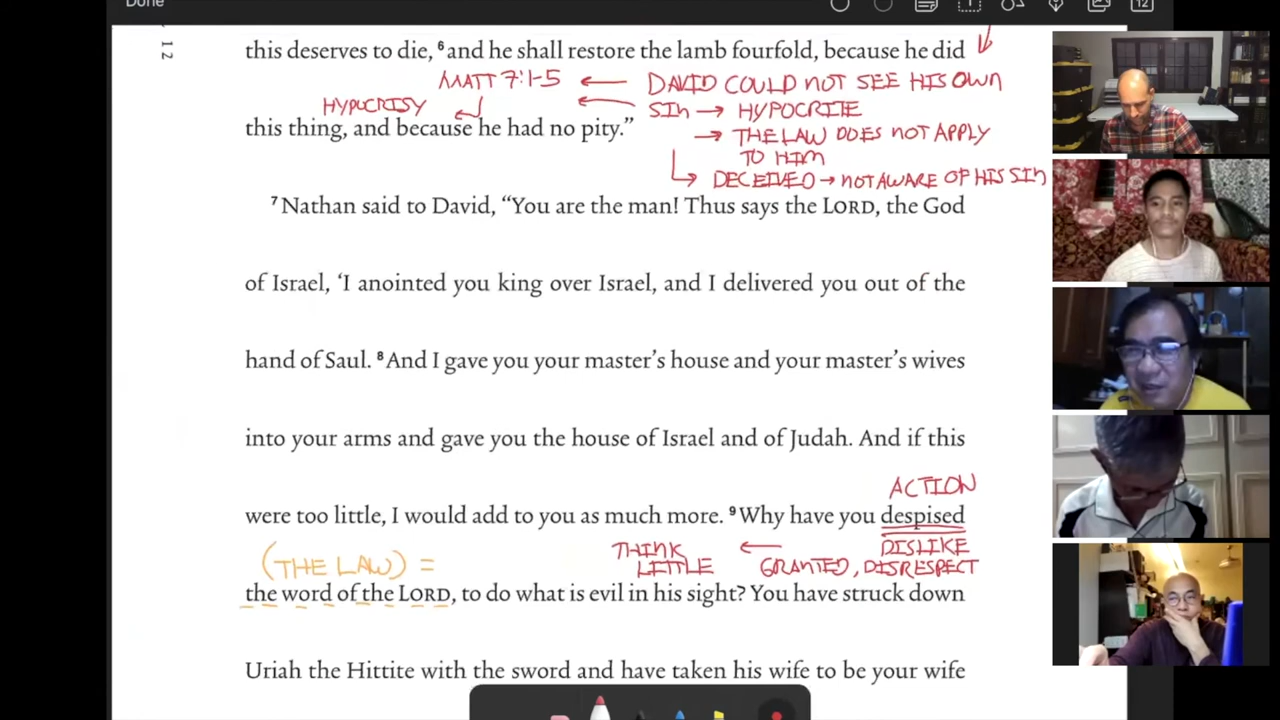 Done
12
12
this deserves to die, ⁶and he shall restore the lamb fourfold, because he did
MATT 7:1-5 ← DAVID COULD NOT SEE HIS OWN
HYPOCRISY ← SIN → HYPOCRITE
this thing, and because he had no pity.”
→ THE LAW DOES NOT APPLY
TO HIM
→ DECEIVED → NOT AWARE OF HIS SIN
⁷Nathan said to David, “You are the man! Thus says the LORD, the God
of Israel, ‘I anointed you king over Israel, and I delivered you out of the
hand of Saul. ⁸And I gave you your master’s house and your master’s wives
into your arms and gave you the house of Israel and of Judah. And if this
ACTION
were too little, I would add to you as much more. ⁹Why have you despised
(THE LAW) =
THINK LITTLE ← DISLIKE
GRANTED, DISRESPECT
the word of the LORD, to do what is evil in his sight? You have struck down
Uriah the Hittite with the sword and have taken his wife to be your wife